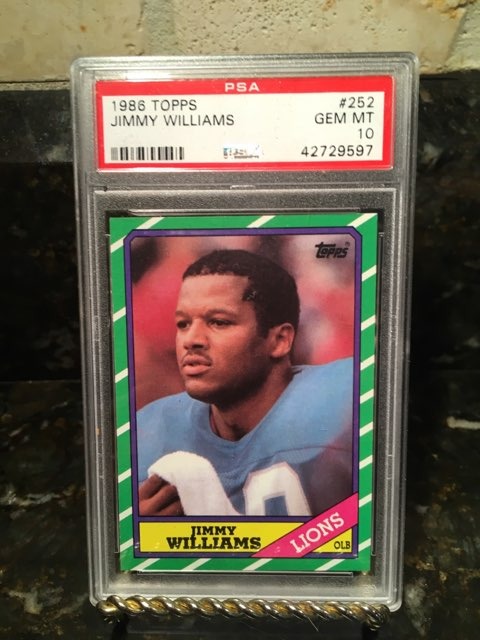 PSA
1986 TOPPS #252
JIMMY WILLIAMS GEM MT
10
42729597
TOPPS
JIMMY
WILLIAMS
LIONS
OLB